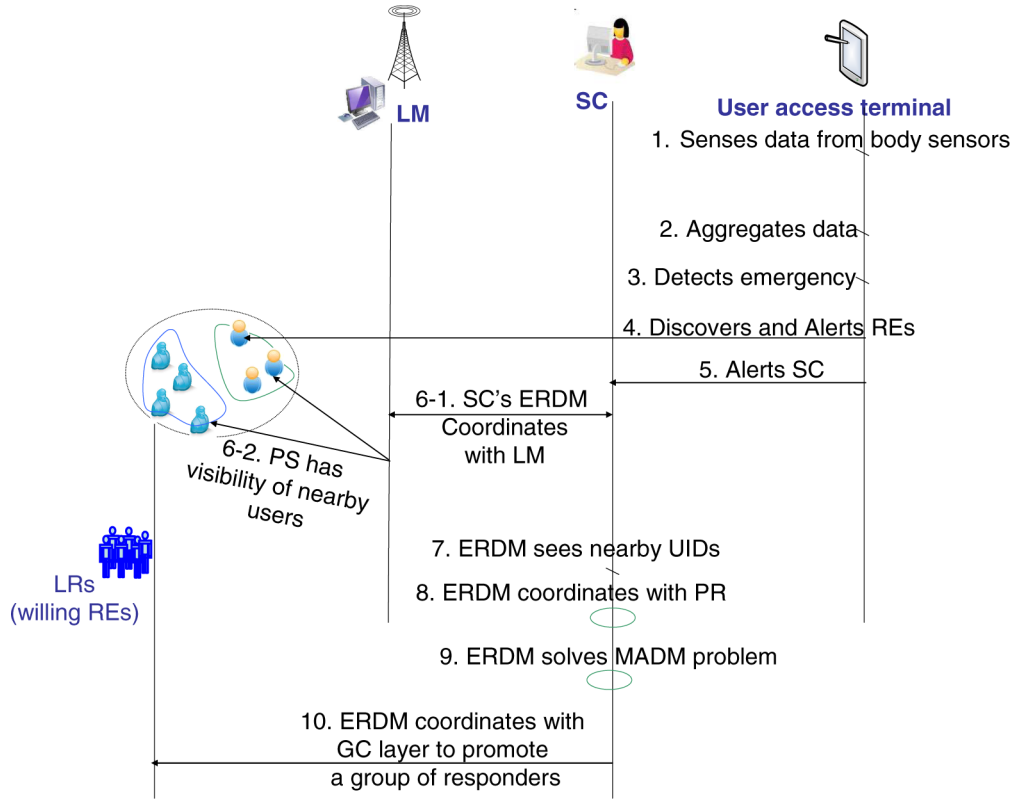 LM
SC
User access terminal
1. Senses data from body sensors
2. Aggregates data
3. Detects emergency
4. Discovers and Alerts REs
5. Alerts SC
6-1. SC's ERDM
Coordinates
with LM
6-2. PS has
visibility of nearby
users
7. ERDM sees nearby UIDs
LRs
(willing REs)
8. ERDM coordinates with PR
9. ERDM solves MADM problem
10. ERDM coordinates with
GC layer to promote
a group of responders